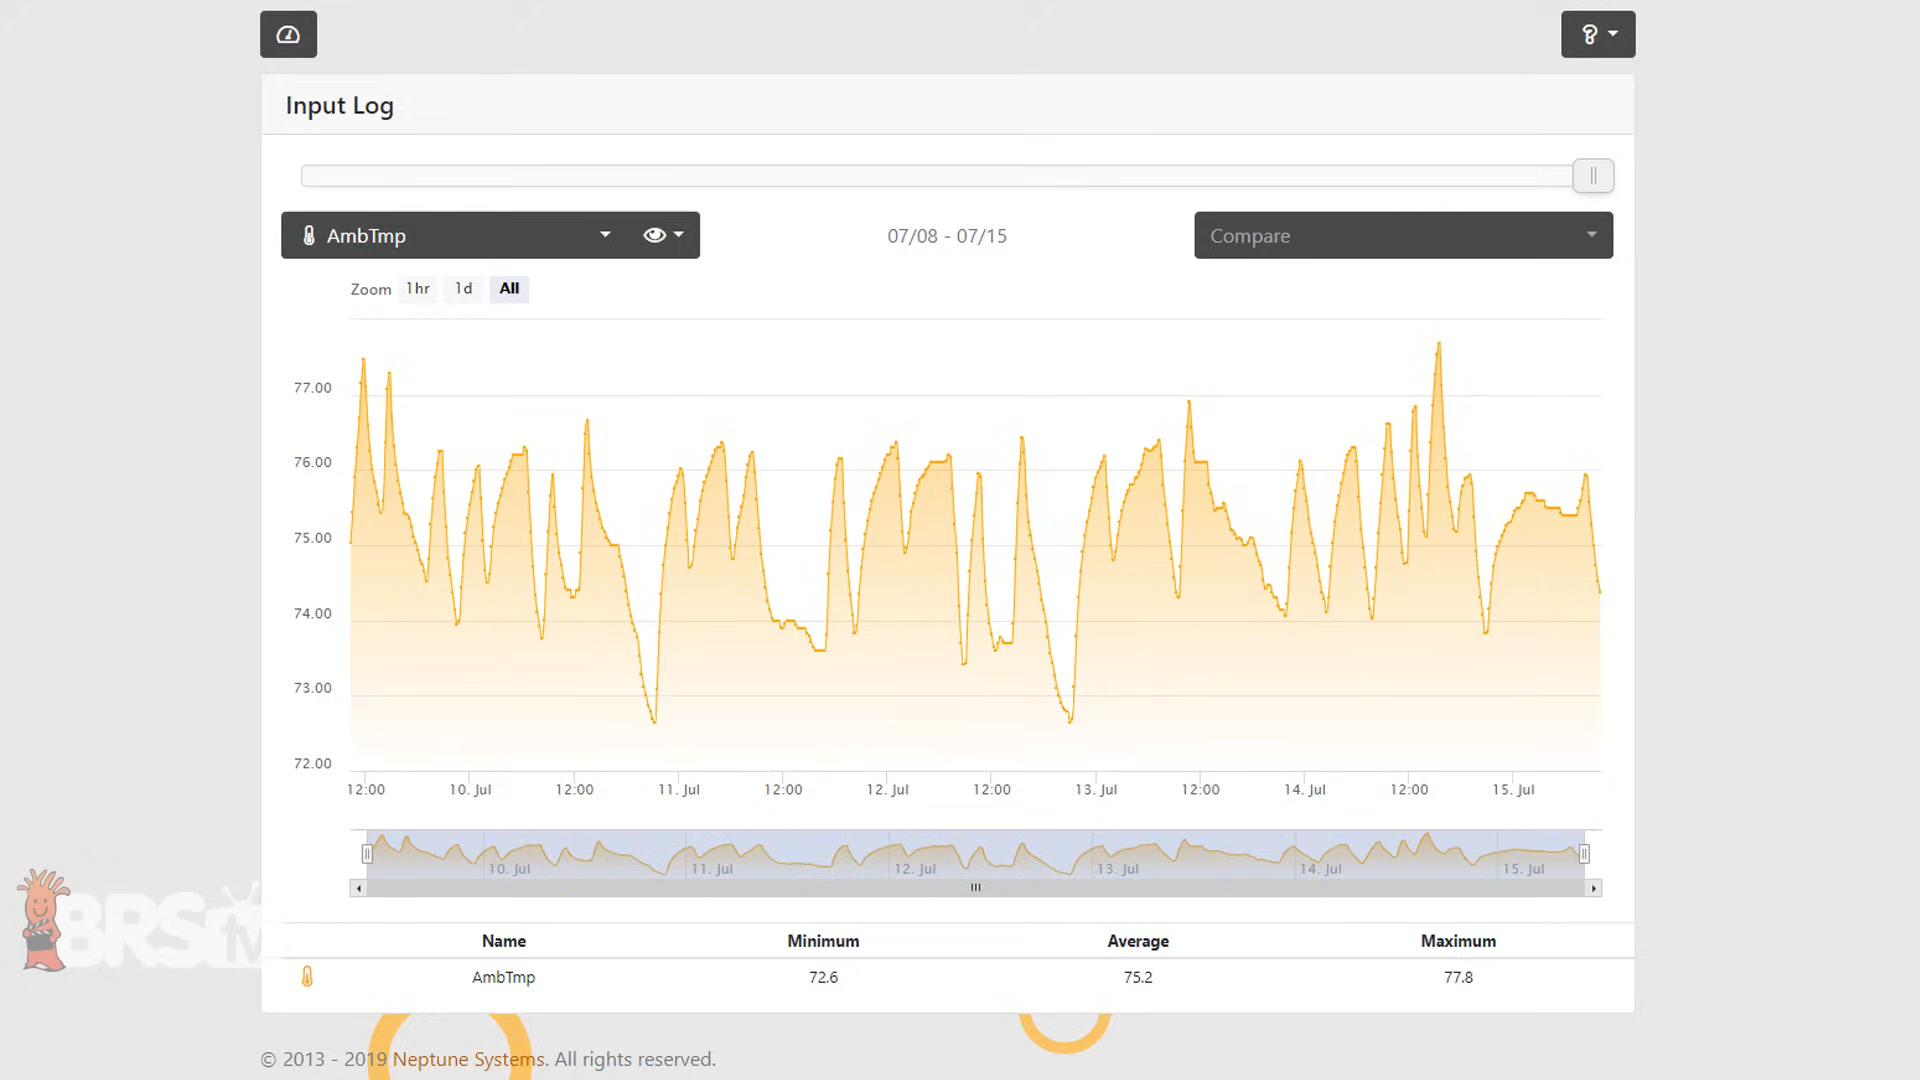 Input Log
AmbTmp
07/08 - 07/15
Compare
Zoom 1hr 1d All
77.00
76.00
75.00
74.00
73.00
72.00
12:00 10. Jul 12:00 11. Jul 12:00 12. Jul 12:00 13. Jul 12:00 14. Jul 12:00 15. Jul
10. Jul 11. Jul 12. Jul 13. Jul 14. Jul 15. Jul
BRStv
Name Minimum Average Maximum
AmbTmp 72.6 75.2 77.8
© 2013 - 2019 Neptune Systems. All rights reserved.